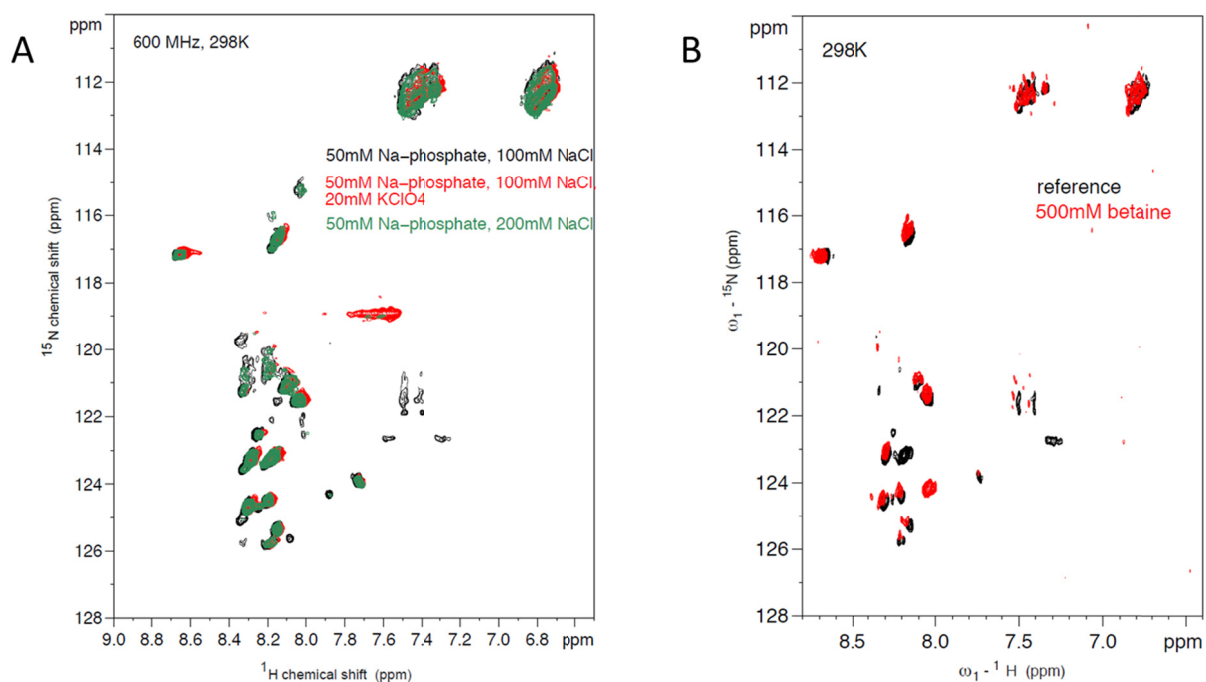 A
ppm
600 MHz, 298K
112
114
116
118
120
122
124
126
128
50mM Na-phosphate, 100mM NaCl
50mM Na-phosphate, 100mM NaCl,
20mM KClO4
50mM Na-phosphate, 200mM NaCl
15N chemical shift (ppm)
9.0 8.8 8.6 8.4 8.2 8.0 7.8 7.6 7.4 7.2 7.0 6.8 ppm
1H chemical shift (ppm)
B
ppm
298K
112
114
116
118
120
122
124
126
128
reference
500mM betaine
ω1 - 15N (ppm)
8.5 8.0 7.5 7.0 ppm
ω1 - 1H (ppm)